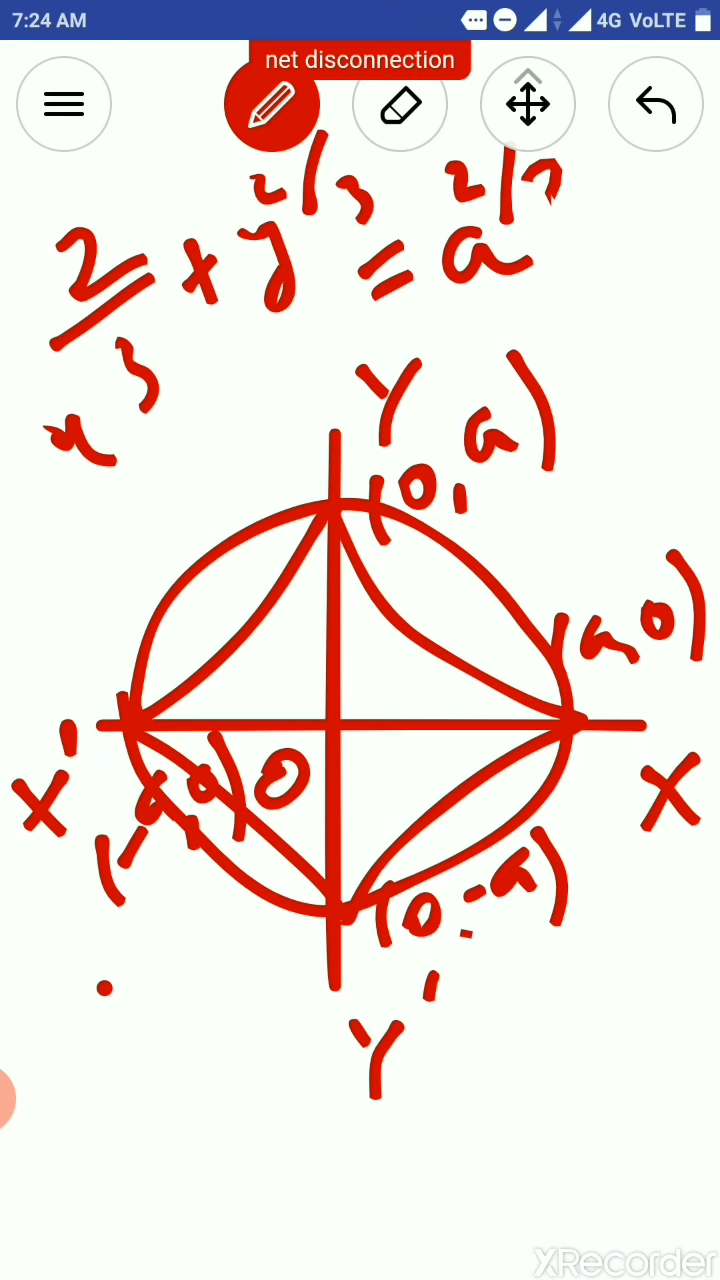 7:24 AM 4G VoLTE
net disconnection
x^2/3 + y^2/3 = a^2/3
Y
(0, a)
(a, 0)
X' O X
(-a, 0)
(0, -a)
Y'
XRecorder